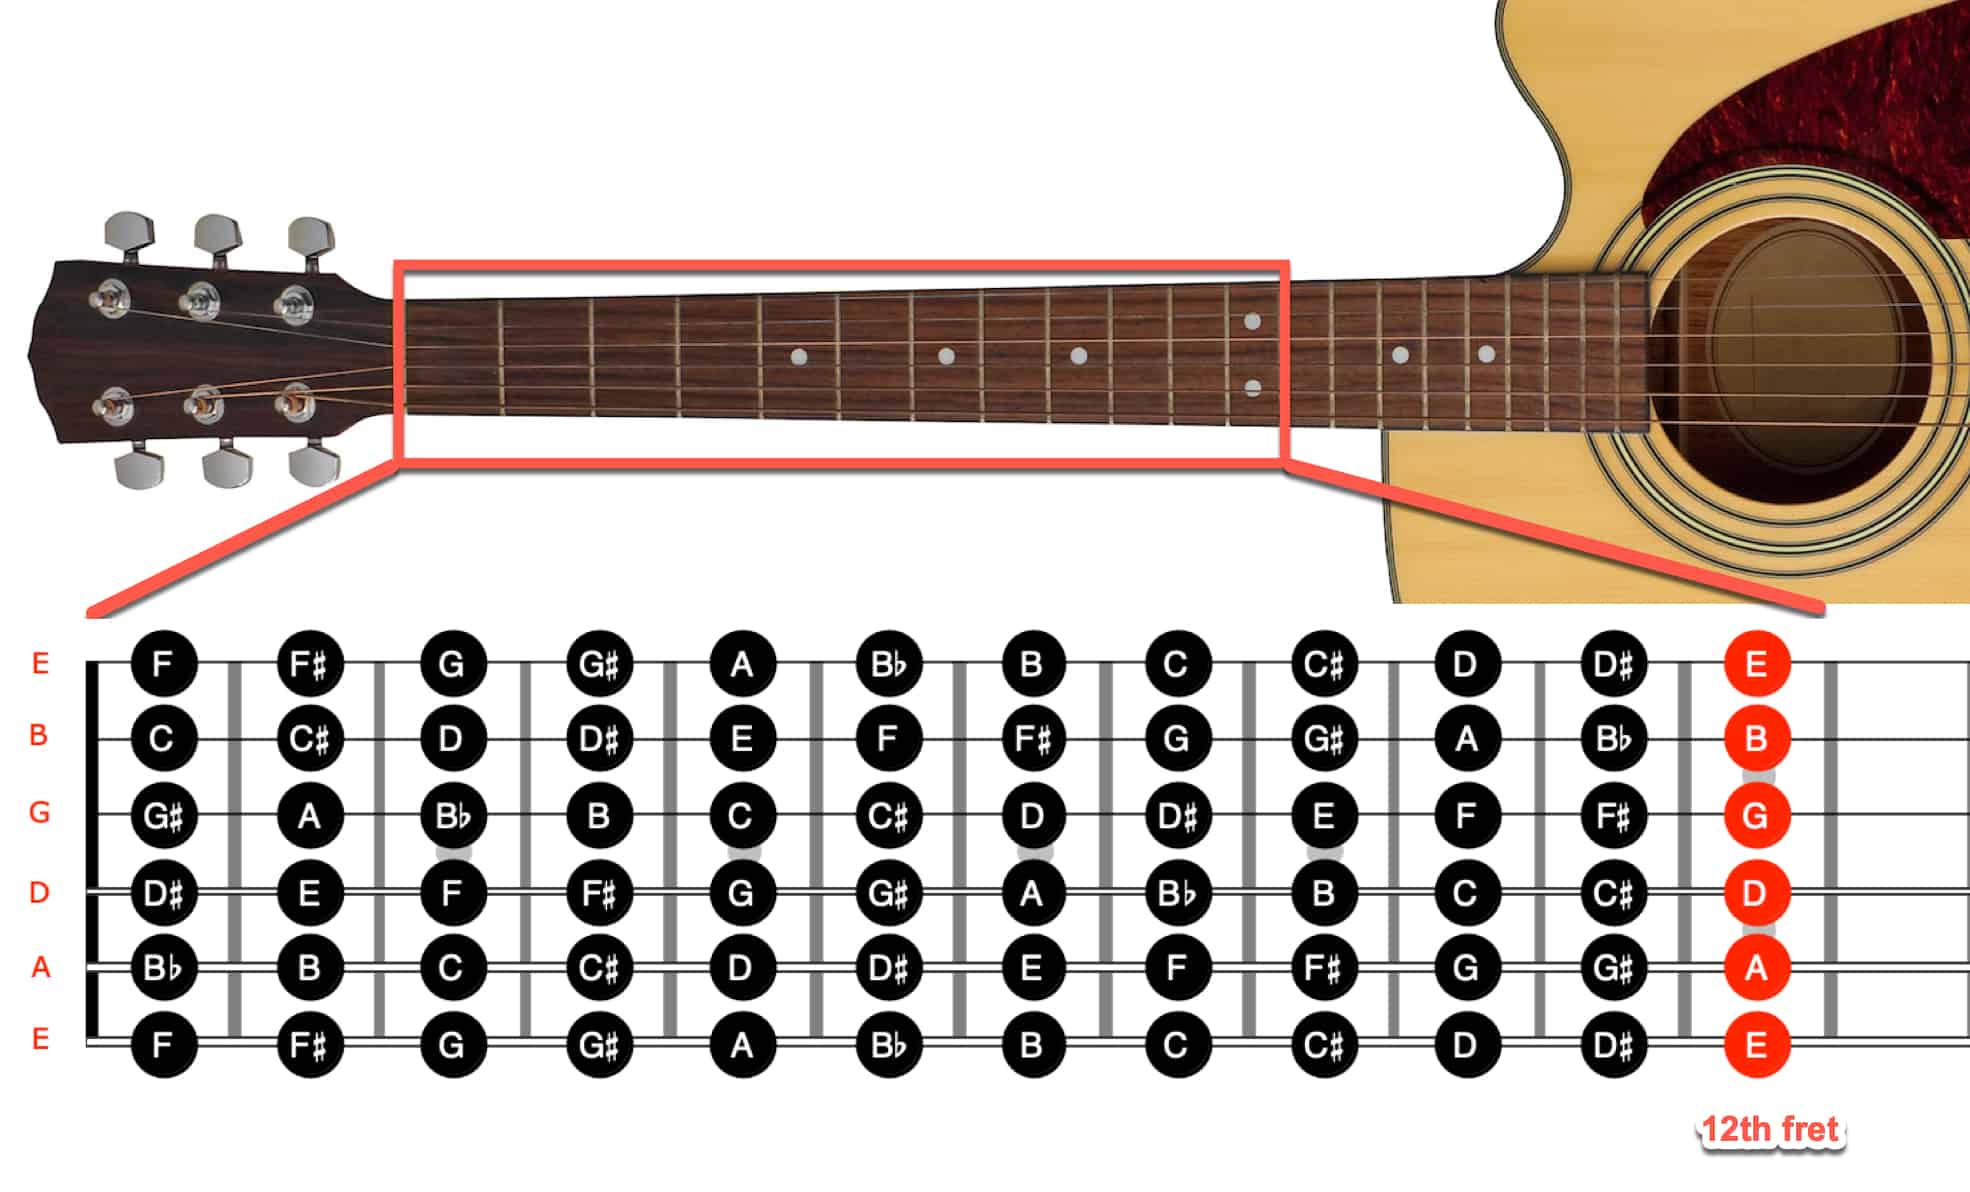 E F F♯ G G♯ A B♭ B C C♯ D D♯ E
B C C♯ D D♯ E F F♯ G G♯ A B♭ B
G G♯ A B♭ B C C♯ D D♯ E F F♯ G
D D♯ E F F♯ G G♯ A B♭ B C C♯ D
A B♭ B C C♯ D D♯ E F F♯ G G♯ A
E F F♯ G G♯ A B♭ B C C♯ D D♯ E
12th fret